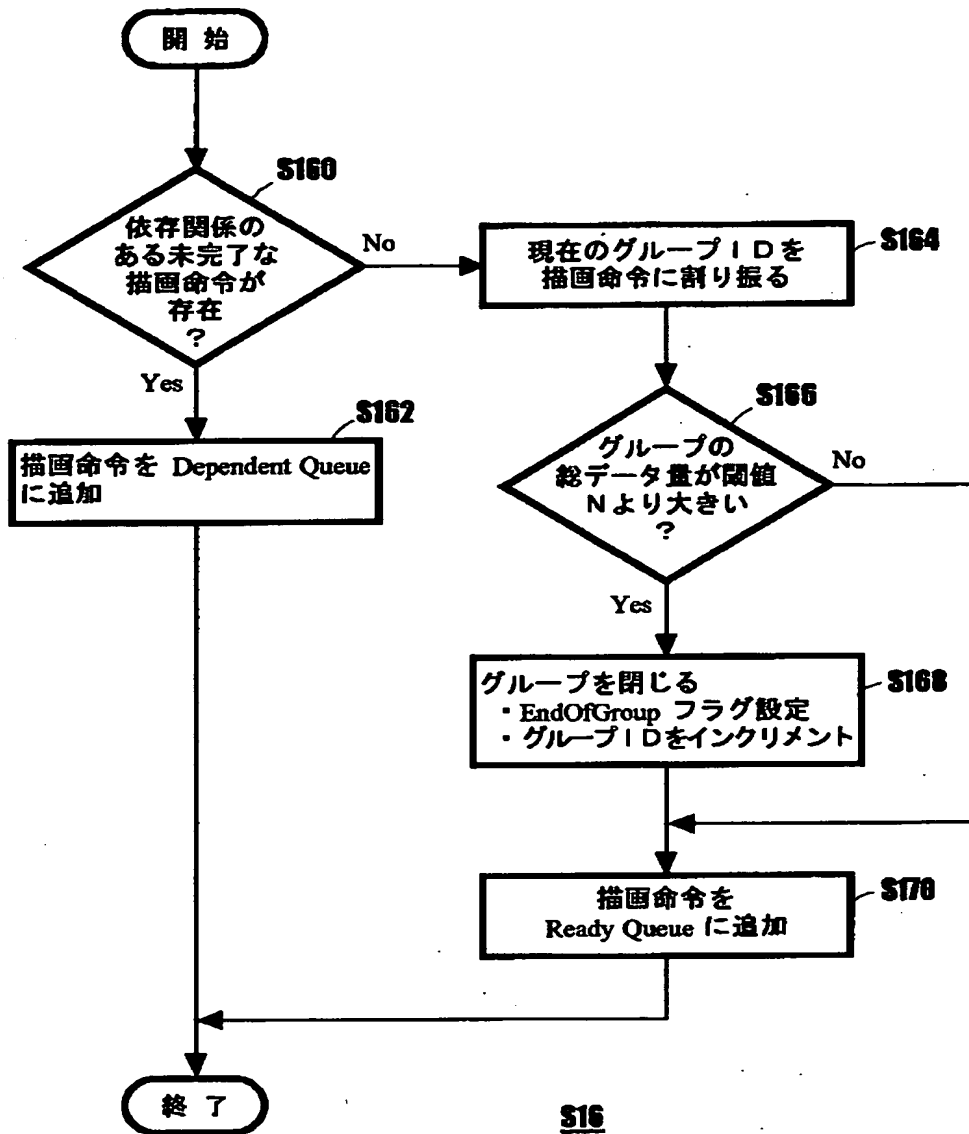 開始
S160
依存関係の
ある未完了な
描画命令が
存在
?
No
Yes
S162
描画命令を Dependent Queue
に追加
現在のグループIDを
描画命令に割り振る
S164
S166
グループの
総データ量が閾値
Nより大きい
?
No
Yes
グループを閉じる
・EndOfGroup フラグ設定
・グループIDをインクリメント
S168
描画命令を
Ready Queue に追加
S170
終了
S16